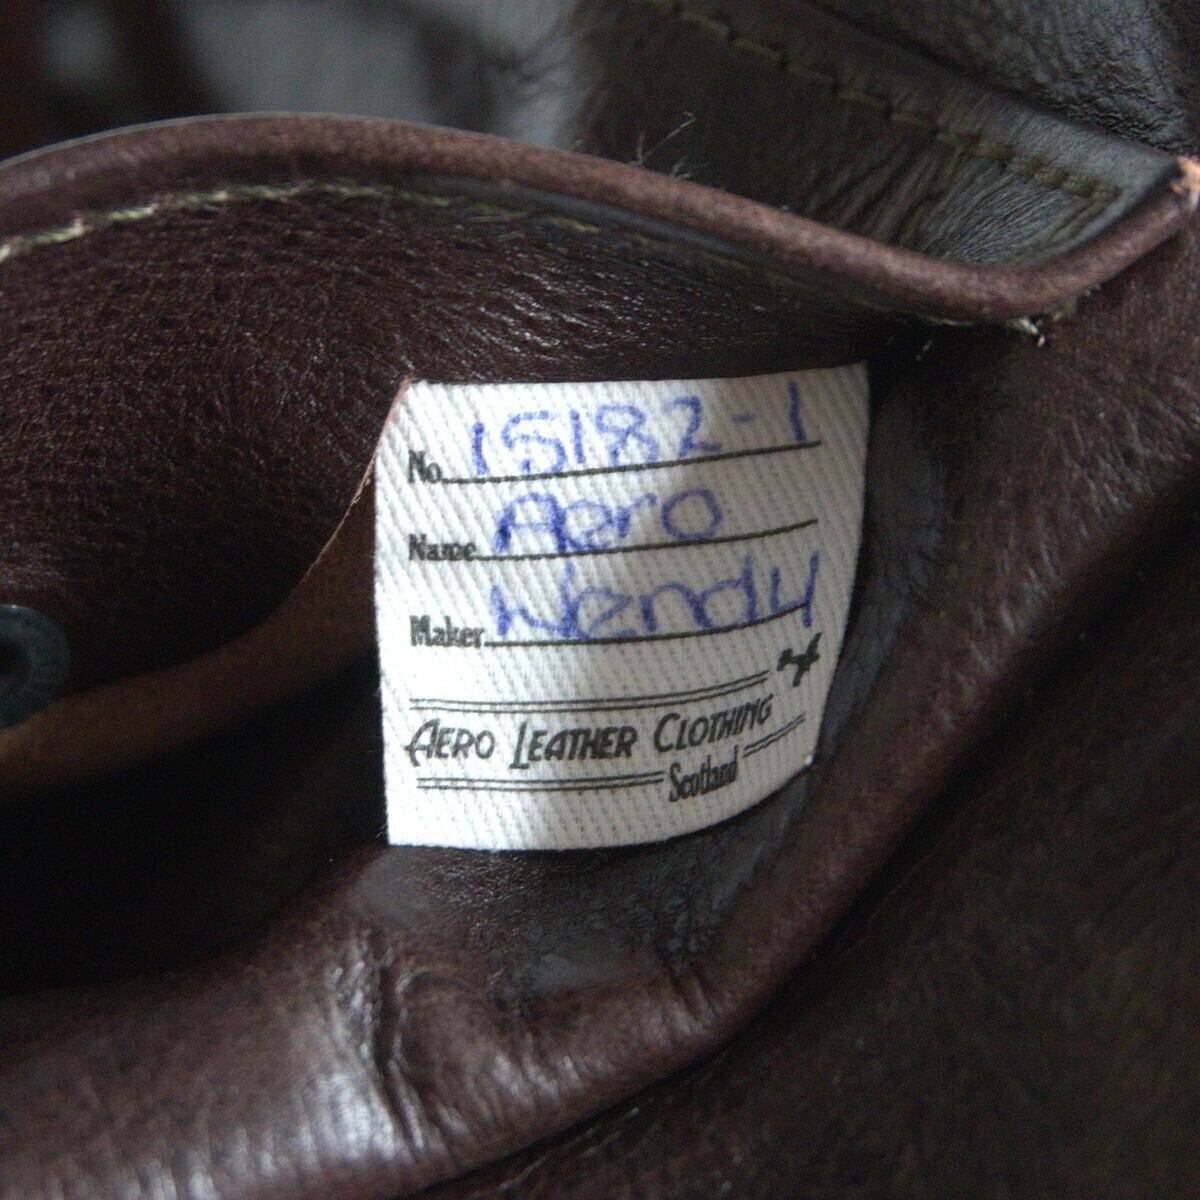 No. 15182-1
Name Aero
Maker Wendy
AERO LEATHER CLOTHING
Scotland